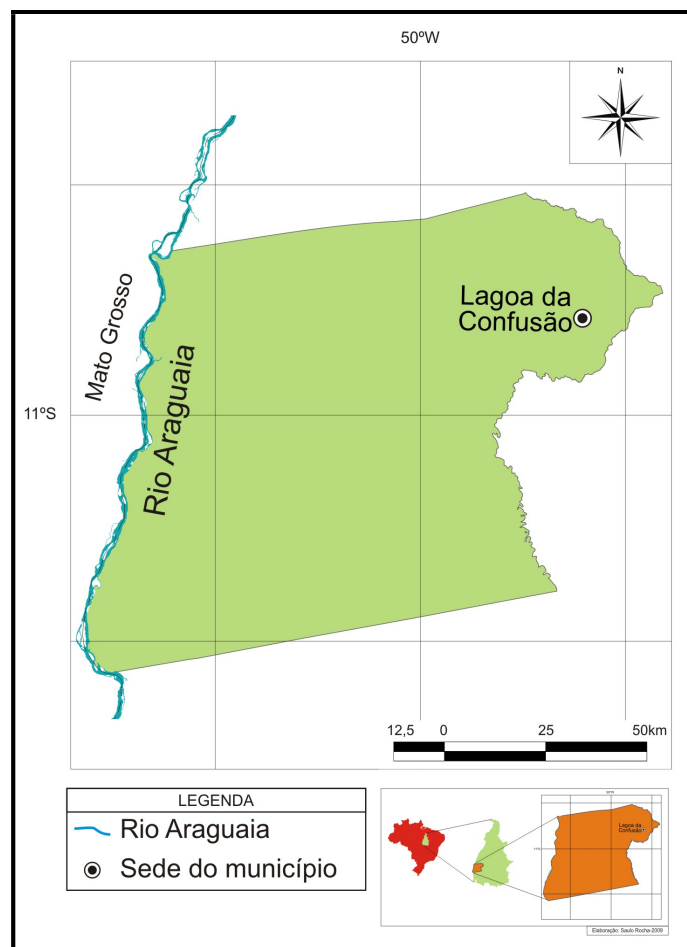 50ºW
N
Mato Grosso
Rio Araguaia
Lagoa da
Confusão
11ºS
12,5 0 25 50km
LEGENDA
Rio Araguaia
Sede do município
Lagoa da
Confusão
Elaboração: Saulo Rocha-2009